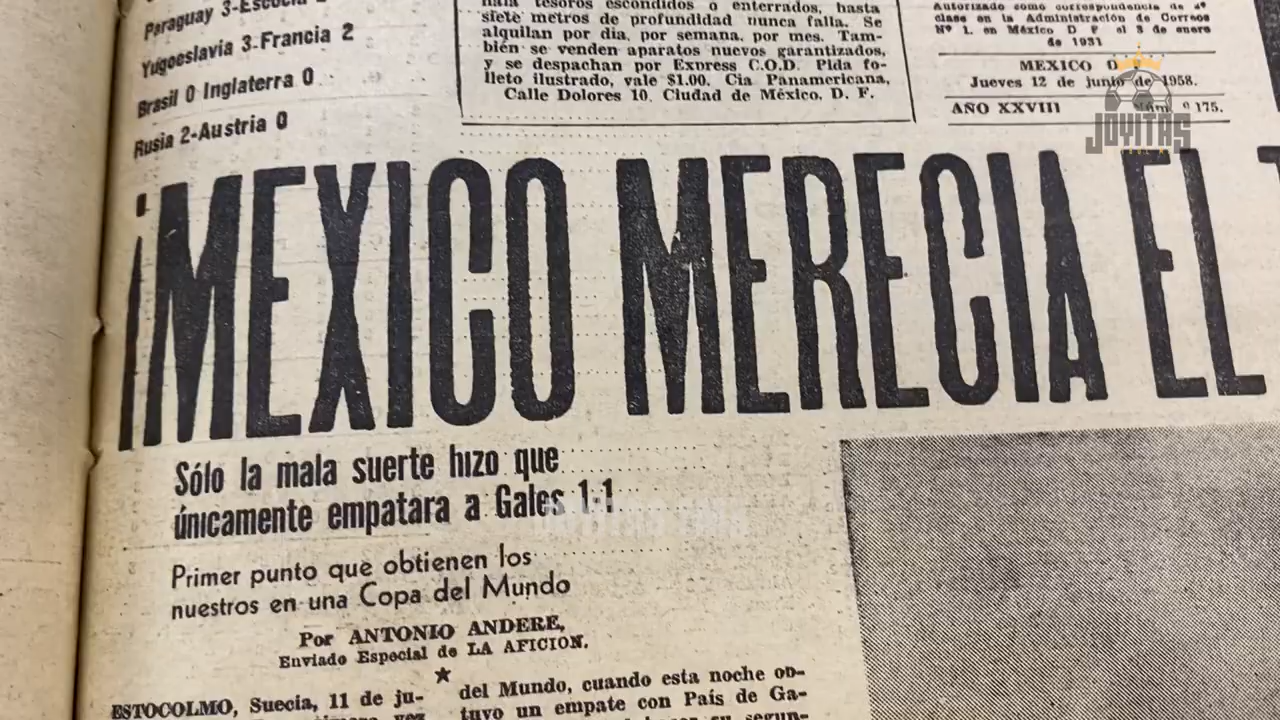 Paraguay 3-Escocia 2
Yugoeslavia 3-Francia 2
Brasil 0 Inglaterra 0
Rusia 2-Austria 0
tesoros escondidos o enterrados, hasta
siete metros de profundidad nunca falla. Se
alquilan por dia, por semana, por mes. Tam-
bién se venden aparatos nuevos garantizados,
y se despachan por Express C.O.D. Pida fo-
lleto ilustrado, vale $1.00. Cia Panamericana,
Calle Dolores 10, Ciudad de México, D. F.
Autorizado como correspondencia de 2ª
clase en la Administración de Correos
Nº 1. en México D F el 3 de enero
de 1931
MEXICO D
Jueves 12 de junio de 1958.
AÑO XXVIII Núm. 9 175.
JOYITAS
¡MEXICO MERECIA EL
Sólo la mala suerte hizo que
únicamente empatara a Gales 1-1
Primer punto que obtienen los
nuestros en una Copa del Mundo
Por ANTONIO ANDERE,
Enviado Especial de LA AFICION.
ESTOCOLMO, Suecia, 11 de ju-
del Mundo, cuando esta noche ob-
tuvo un empate con País de Ga-
segun-